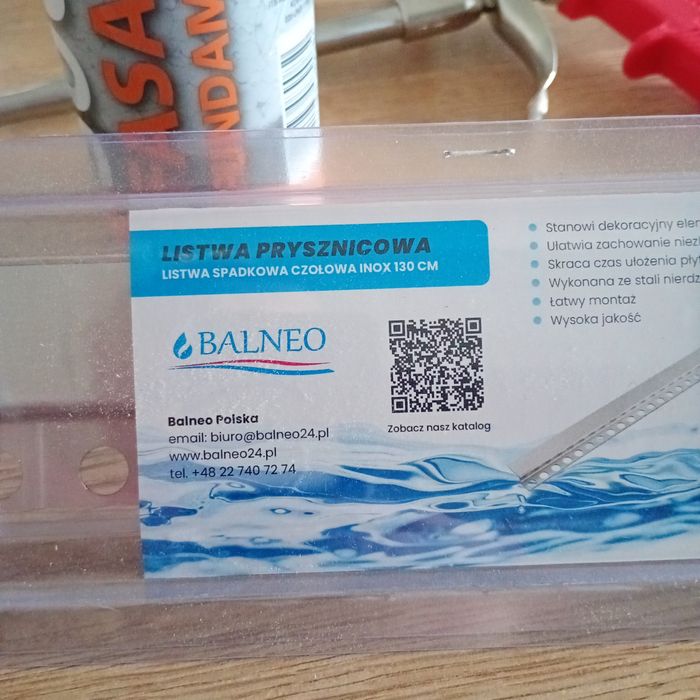 LISTWA PRYSZNICOWA
LISTWA SPADKOWA CZOŁOWA INOX 130 CM
BALNEO
Zobacz nasz katalog
Balneo Polska
email: biuro@balneo24.pl
www.balneo24.pl
tel. +48 22 740 72 74
Stanowi dekoracyjny
Ułatwia zachowanie
Skraca czas ułożenia
Wykonana ze stali
Łatwy montaż
Wysoka jakość